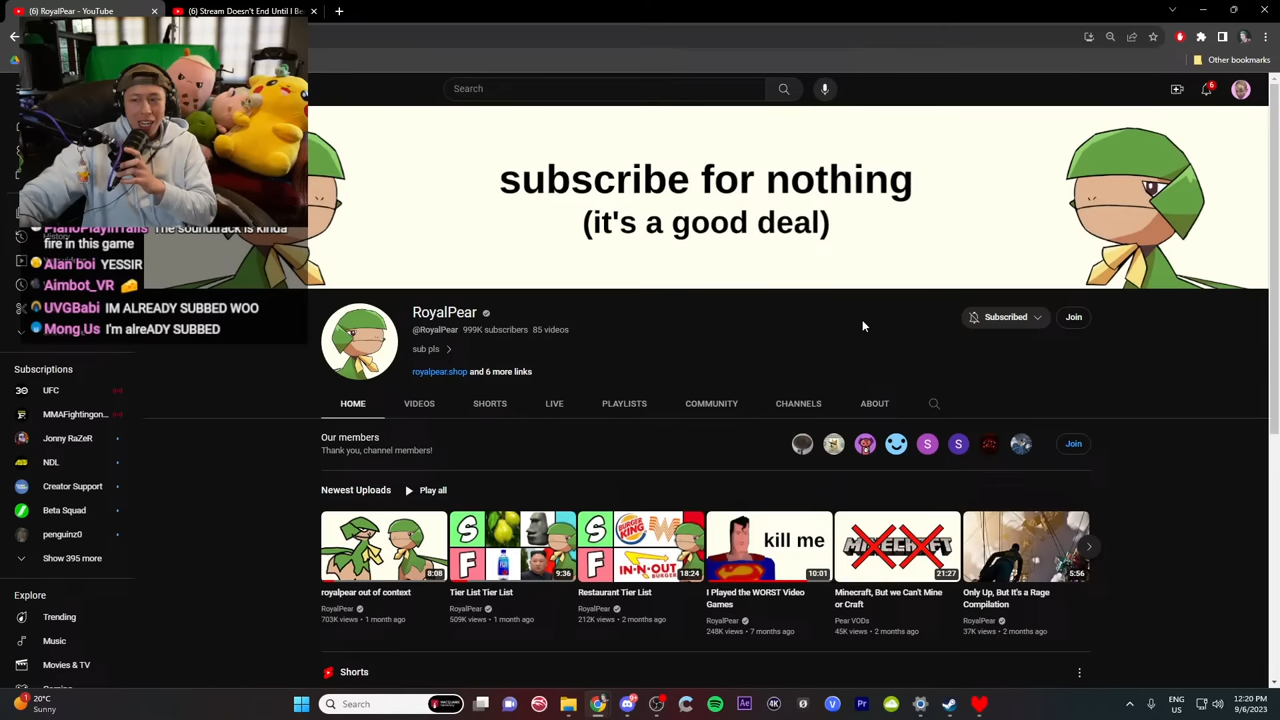 (6) RoyalPear - YouTube
(6) Stream Doesn't End Until I Be
Other bookmarks
Search
6
subscribe for nothing
(it's a good deal)
PianoPlayinTails The soundtrack is kinda
fire in this game
History
Alan boi YESSIR
Aimbot_VR
UVGBabi IM ALREADY SUBBED WOO
Mong Us I'm alreADY SUBBED
RoyalPear
@RoyalPear 999K subscribers 85 videos
sub pls
royalpear.shop and 6 more links
Subscribed
Join
Subscriptions
UFC
MMAFightingon...
Jonny RaZeR
NDL
Creator Support
Beta Squad
penguinz0
Show 395 more
Explore
Trending
Music
Movies & TV
HOME VIDEOS SHORTS LIVE PLAYLISTS COMMUNITY CHANNELS ABOUT
Our members
Thank you, channel members!
S S
Join
Newest Uploads Play all
8:08
royalpear out of context
RoyalPear
703K views • 1 month ago
S
F
9:36
Tier List Tier List
RoyalPear
509K views • 1 month ago
S
F
BURGER KING
W
IN-N-OUT
BURGER
18:24
Restaurant Tier List
RoyalPear
212K views • 2 months ago
kill me
10:01
I Played the WORST Video
Games
RoyalPear
248K views • 7 months ago
MINECRAFT
21:27
Minecraft, But we Can't Mine
or Craft
Pear VODs
45K views • 2 months ago
5:56
Only Up, But It's a Rage
Compilation
RoyalPear
37K views • 2 months ago
Shorts
20°C
Sunny
1
Search
ENG
US
12:20 PM
9/6/2023